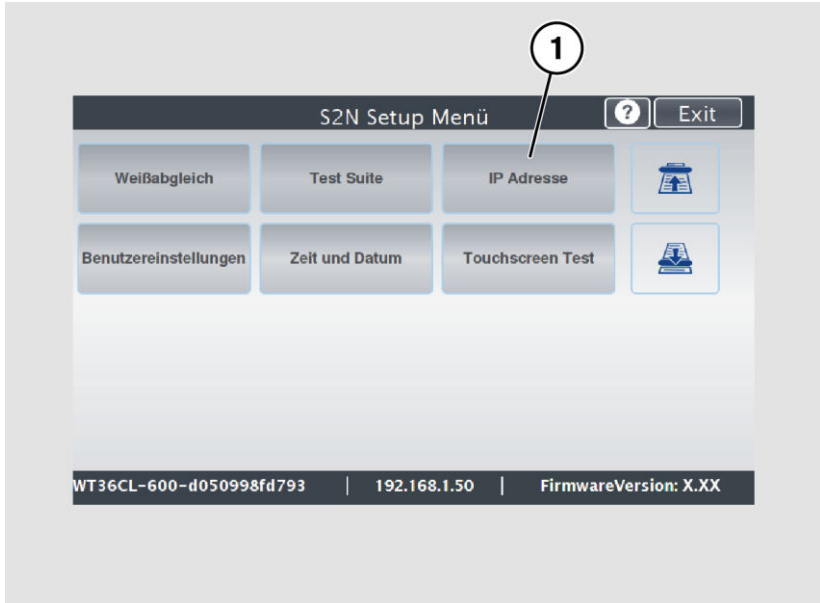 1
S2N Setup Menü
? Exit
Weißabgleich Test Suite IP Adresse
Benutzereinstellungen Zeit und Datum Touchscreen Test
WT36CL-600-d050998fd793 | 192.168.1.50 | FirmwareVersion: X.XX